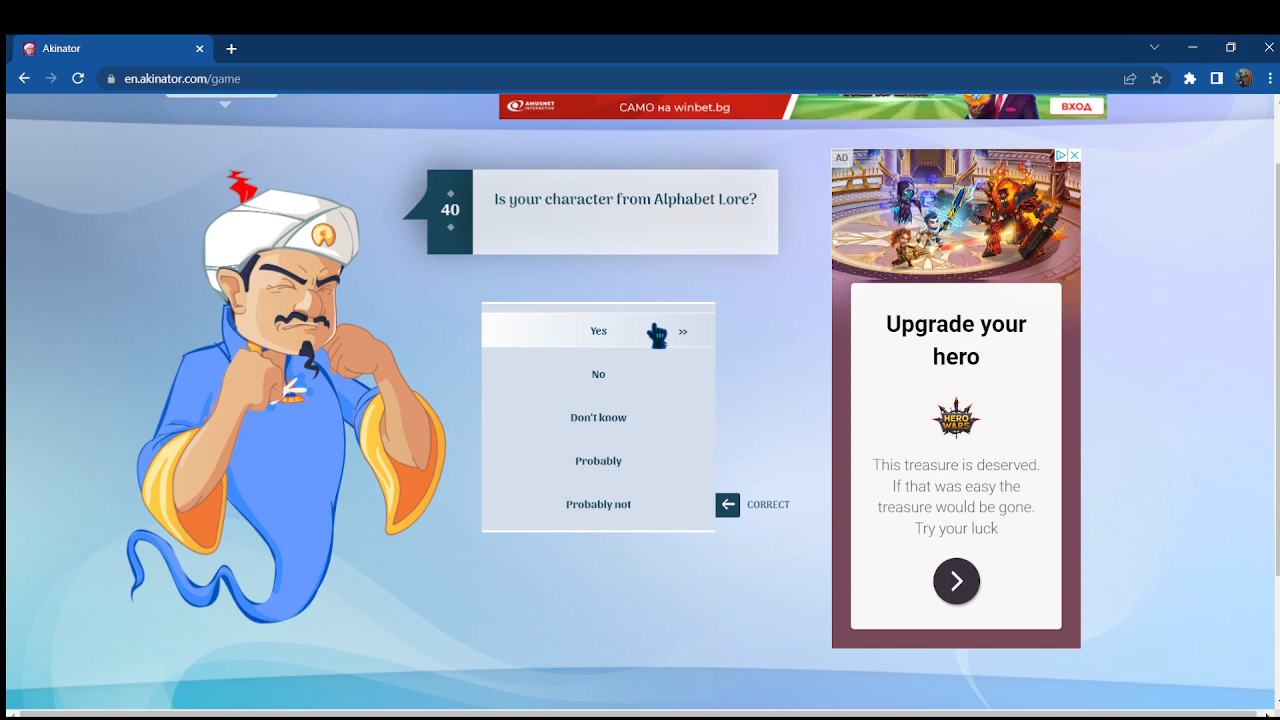 Akinator
en.akinator.com/game
AMUSNET
INTERACTIVE
САМО на winbet.bg
ВХОД
40
Is your character from Alphabet Lore?
Yes
No
Don't know
Probably
Probably not
CORRECT
AD
Upgrade your
hero
HERO
WARS
This treasure is deserved.
If that was easy the
treasure would be gone.
Try your luck